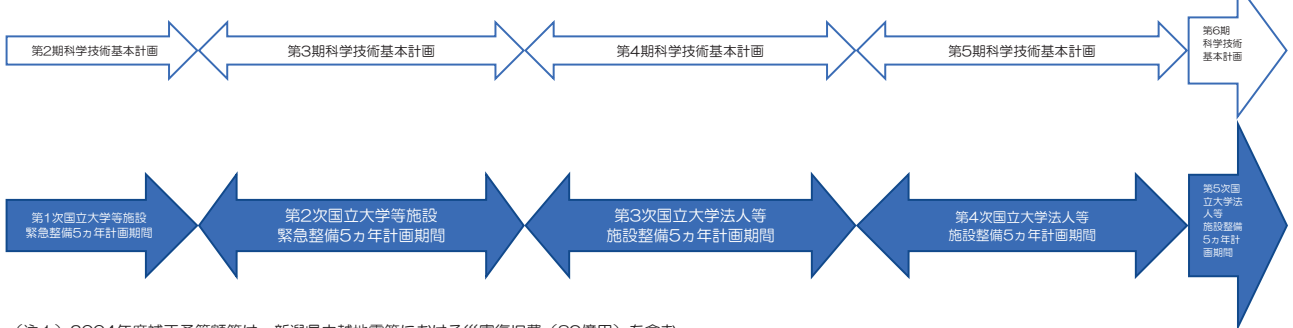 第2期科学技術基本計画
第3期科学技術基本計画
第4期科学技術基本計画
第5期科学技術基本計画
第6期
科学技術
基本計画
第1次国立大学等施設
緊急整備5ヵ年計画期間
第2次国立大学等施設
緊急整備5ヵ年計画期間
第3次国立大学法人等
施設整備5ヵ年計画期間
第4次国立大学法人等
施設整備5ヵ年計画期間
第5次国
立大学法
人等
施設整備
5ヵ年計
画期間